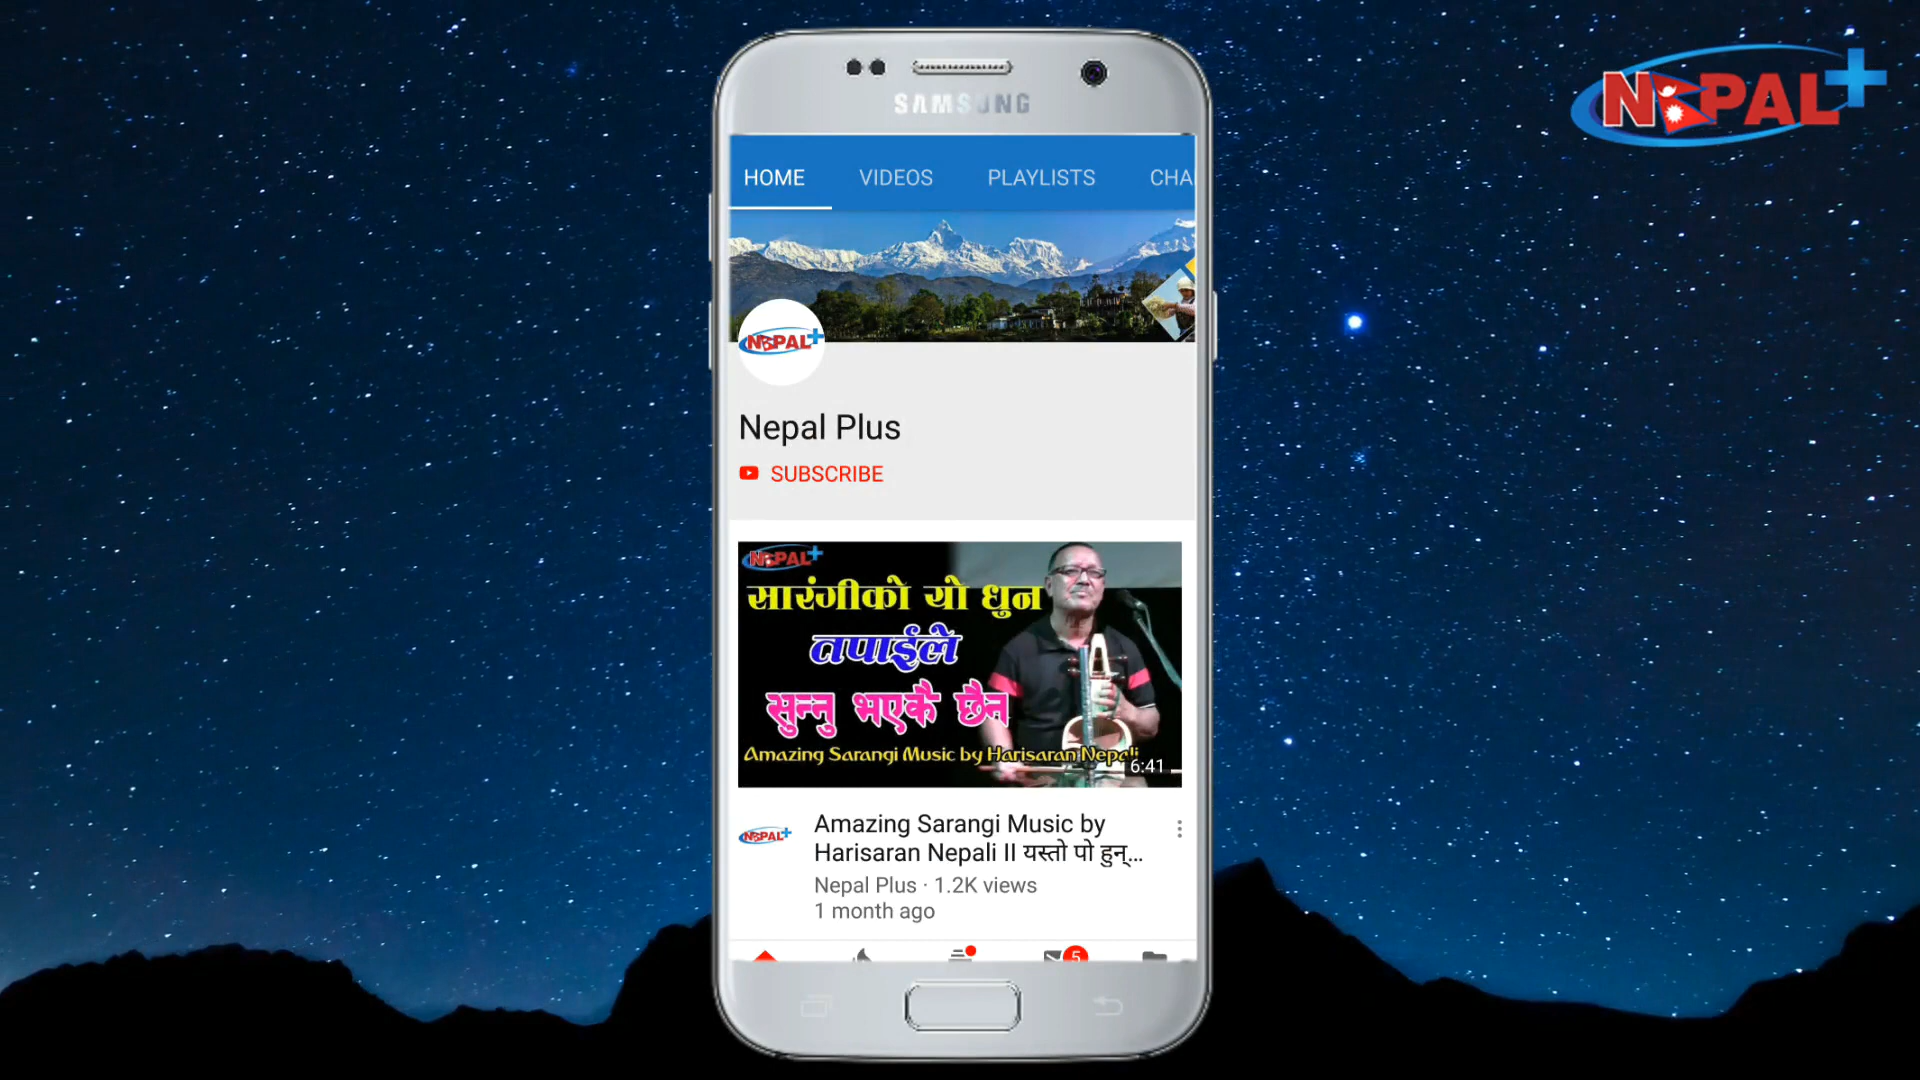 NEPAL+
SAMSUNG
HOME VIDEOS PLAYLISTS CHA
NEPAL+
Nepal Plus
SUBSCRIBE
NEPAL+
सारंगीको यो धुन
तपाईले
सुन्नु भएकै छैन
Amazing Sarangi Music by Harisaran Nepali
6:41
NEPAL+
Amazing Sarangi Music by
Harisaran Nepali II यस्तो पो हुन्...
Nepal Plus · 1.2K views
1 month ago
5